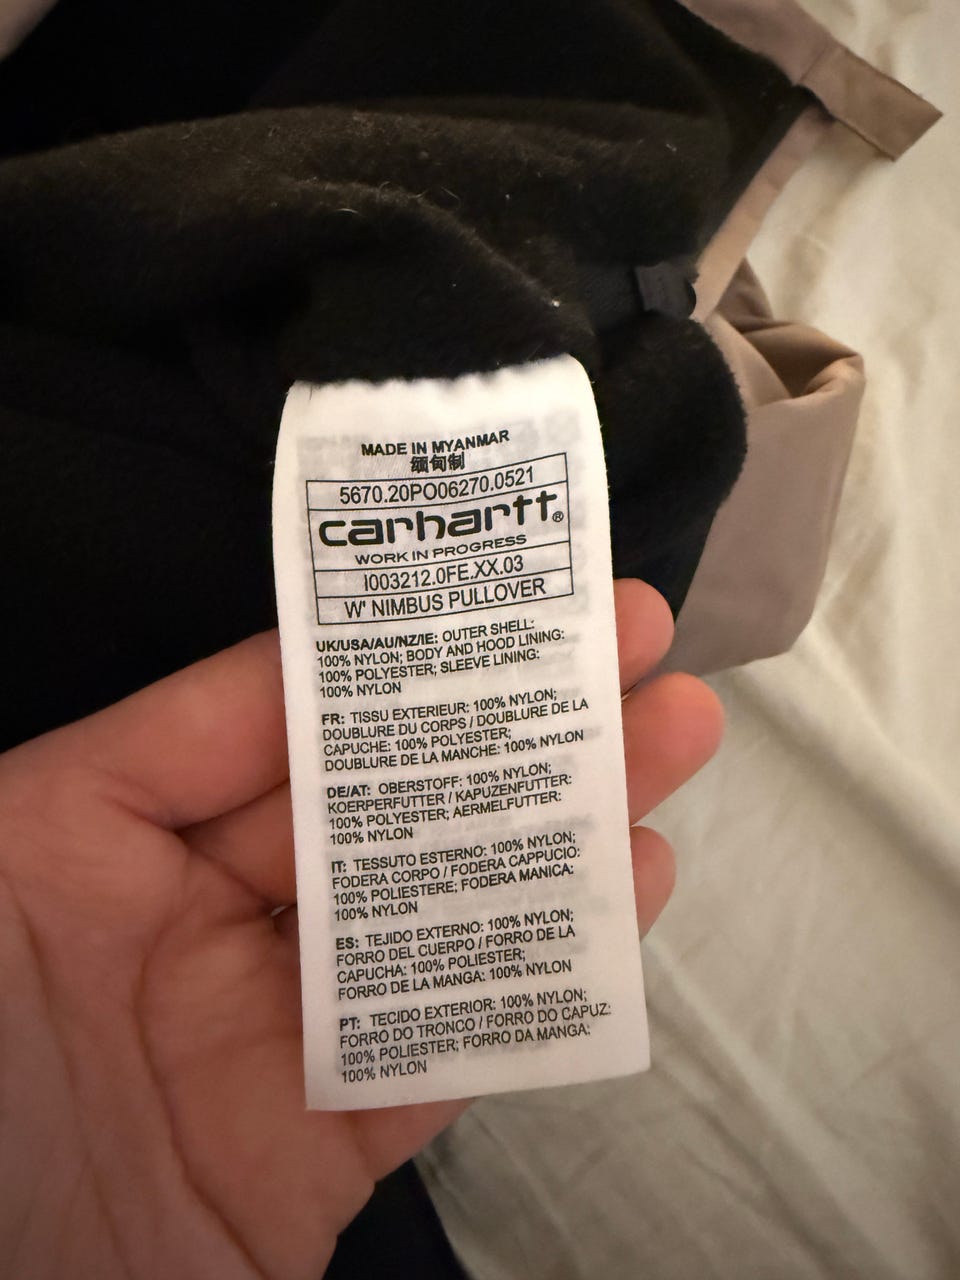 MADE IN MYANMAR
缅甸制
5670.20PO06270.0521
carhartt®
WORK IN PROGRESS
I003212.0FE.XX.03
W' NIMBUS PULLOVER
UK/USA/AU/NZ/IE: OUTER SHELL:
100% NYLON; BODY AND HOOD LINING:
100% POLYESTER; SLEEVE LINING:
100% NYLON
FR: TISSU EXTERIEUR: 100% NYLON;
DOUBLURE DU CORPS / DOUBLURE DE LA
CAPUCHE: 100% POLYESTER;
DOUBLURE DE LA MANCHE: 100% NYLON
DE/AT: OBERSTOFF: 100% NYLON;
KOERPERFUTTER / KAPUZENFUTTER:
100% POLYESTER; AERMELFUTTER:
100% NYLON
IT: TESSUTO ESTERNO: 100% NYLON;
FODERA CORPO / FODERA CAPPUCIO:
100% POLIESTERE; FODERA MANICA:
100% NYLON
ES: TEJIDO EXTERNO: 100% NYLON;
FORRO DEL CUERPO / FORRO DE LA
CAPUCHA: 100% POLIESTER;
FORRO DE LA MANGA: 100% NYLON
PT: TECIDO EXTERIOR: 100% NYLON;
FORRO DO TRONCO / FORRO DO CAPUZ:
100% POLIESTER; FORRO DA MANGA:
100% NYLON